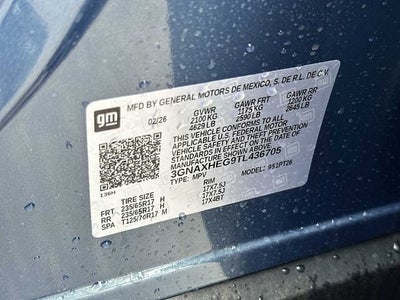 gm
MFD BY GENERAL MOTORS DE MEXICO, S. DE R.L. DE C.V.
02/26 GVWR GAWR FRT GAWR RR
2100 KG 1175 KG 1200 KG
4629 LB 2590 LB 2645 LB
THIS VEHICLE CONFORMS TO ALL APPLICABLE
U.S. FEDERAL MOTOR VEHICLE SAFETY AND
THEFT PREVENTION STANDARDS IN EFFECT ON THE DATE OF
MANUFACTURE SHOWN ABOVE.
3GNAXHEG9TL436705
TYPE: MPV MODEL: 951PT26
136H
TIRE SIZE RIM
FRT 235/65R17 H 17X7.5J
RR 235/65R17 H 17X7.5J
SPA T125/70R17 M 17X4BT